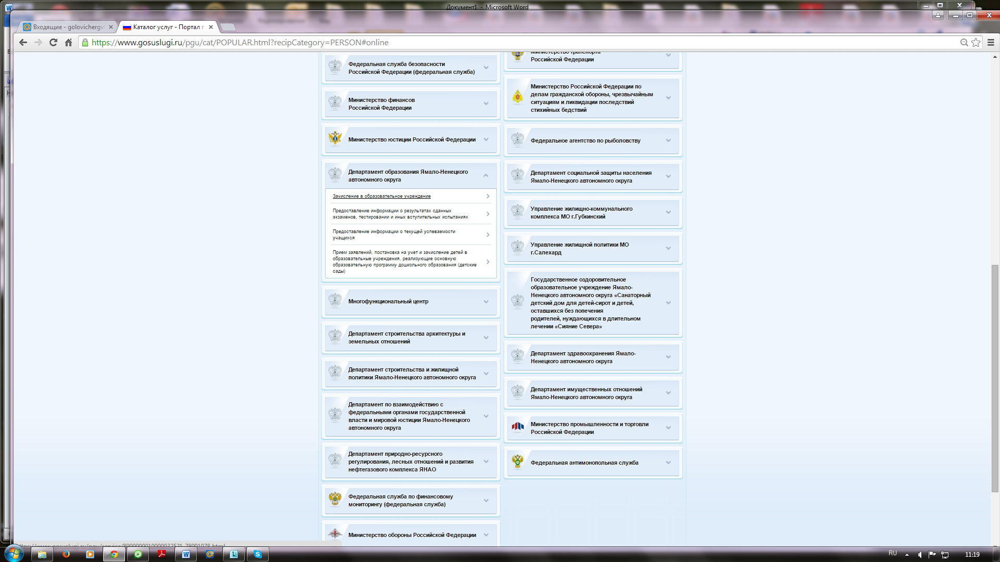 Документ1 - Microsoft Word
Входящие - golovicherg
Каталог услуг - Портал г
https://www.gosuslugi.ru/pgu/cat/POPULAR.html?recipCategory=PERSON#online
Федеральная служба безопасности
Российской Федерации (федеральная служба)
Министерство финансов
Российской Федерации
Министерство юстиции Российской Федерации
Департамент образования Ямало-Ненецкого
автономного округа
Зачисление в образовательное учреждение
Предоставление информации о результатах сданных
экзаменов, тестировании и иных вступительных испытаниях
Предоставление информации о текущей успеваемости
учащихся
Прием заявлений, постановка на учет и зачисление детей в
образовательные учреждения, реализующие основную
образовательную программу дошкольного образования (детские
сады)
Многофункциональный центр
Департамент строительства архитектуры и
земельных отношений
Департамент строительства и жилищной
политики Ямало-Ненецкого автономного округа
Департамент по взаимодействию с
федеральными органами государственной
власти и мировой юстиции Ямало-Ненецкого
автономного округа
Департамент природно-ресурсного
регулирования, лесных отношений и развития
нефтегазового комплекса ЯНАО
Федеральная служба по финансовому
мониторингу (федеральная служба)
Министерство обороны Российской Федерации
Министерство транспорта
Российской Федерации
Министерство Российской Федерации по
делам гражданской обороны, чрезвычайным
ситуациям и ликвидации последствий
стихийных бедствий
Федеральное агентство по рыболовству
Департамент социальной защиты населения
Ямало-Ненецкого автономного округа
Управление жилищно-коммунального
комплекса МО г.Губкинский
Управление жилищной политики МО
г.Салехард
Государственное оздоровительное
образовательное учреждение Ямало-
Ненецкого автономного округа «Санаторный
детский дом для детей-сирот и детей,
оставшихся без попечения
родителей, нуждающихся в длительном
лечении «Сияние Севера»
Департамент здравоохранения Ямало-
Ненецкого автономного округа
Департамент имущественных отношений
Ямало-Ненецкого автономного округа
Министерство промышленности и торговли
Российской Федерации
Федеральная антимонопольная служба
RU
11:19